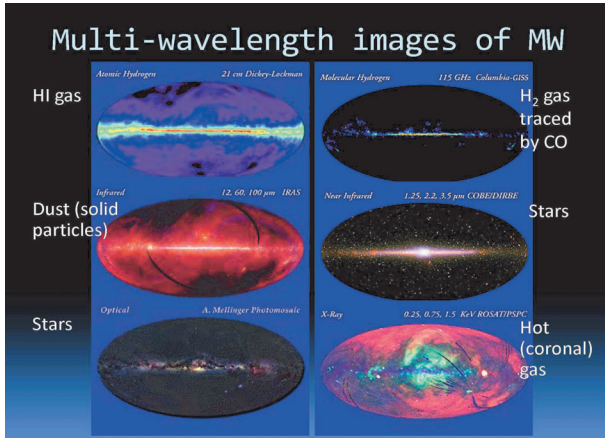 Multi-wavelength images of MW
HI gas
Atomic Hydrogen 21 cm Dickey-Lockman
Molecular Hydrogen 115 GHz Columbia-GISS
H₂ gas
traced
by CO
Dust (solid
particles)
Infrared 12, 60, 100 μm IRAS
Near Infrared 1.25, 2.2, 3.5 μm COBE/DIRBE
Stars
Stars
Optical A. Mellinger Photomosaic
X-Ray 0.25, 0.75, 1.5 KeV ROSAT/PSPC
Hot
(coronal)
gas